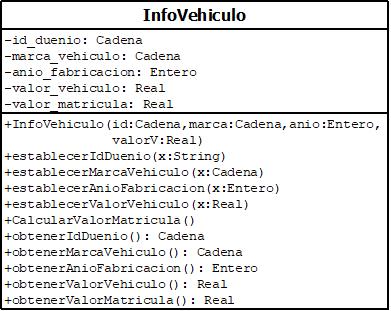 InfoVehiculo
-id_duenio: Cadena
-marca_vehiculo: Cadena
-anio_fabricacion: Entero
-valor_vehiculo: Real
-valor_matricula: Real
+InfoVehiculo(id:Cadena,marca:Cadena,anio:Entero,
valorV:Real)
+establecerIdDuenio(x:String)
+establecerMarcaVehiculo(x:Cadena)
+establecerAnioFabricacion(x:Entero)
+establecerValorVehiculo(x:Real)
+CalcularValorMatricula()
+obtenerIdDuenio(): Cadena
+obtenerMarcaVehiculo(): Cadena
+obtenerAnioFabricacion(): Entero
+obtenerValorVehiculo(): Real
+obtenerValorMatricula(): Real